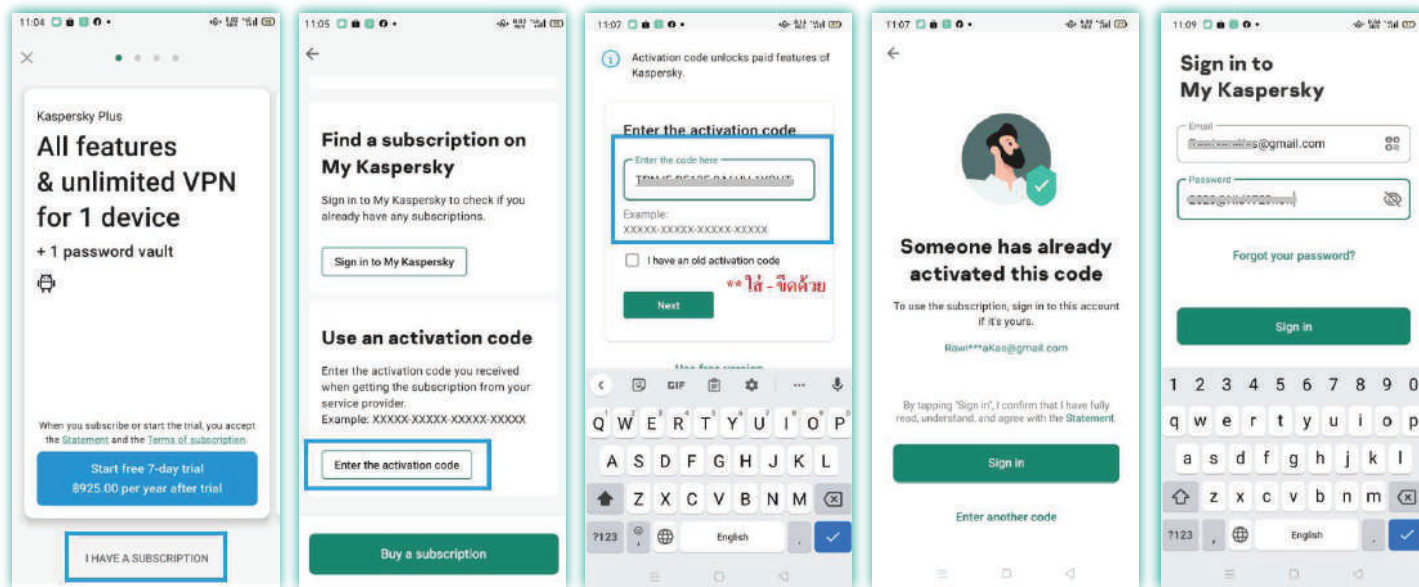 11:04
Kaspersky Plus
All features
& unlimited VPN
for 1 device
+ 1 password vault
When you subscribe or start the trial, you accept
the Statement and the Terms of subscription.
Start free 7-day trial
฿925.00 per year after trial
I HAVE A SUBSCRIPTION
11:05
Find a subscription on
My Kaspersky
Sign in to My Kaspersky to check if you
already have any subscriptions.
Sign in to My Kaspersky
Use an activation code
Enter the activation code you received
when getting the subscription from your
service provider.
Example: XXXXX-XXXXX-XXXXX-XXXXX
Enter the activation code
Buy a subscription
11:07
Activation code unlocks paid features of
Kaspersky.
Enter the activation code
Enter the code here
Example:
XXXXX-XXXXX-XXXXX-XXXXX
I have an old activation code
**ใส่ - ขีดด้วย
Next
Use free version
GIF
Q W E R T Y U I O P
A S D F G H J K L
Z X C V B N M
?123 , English .
11:07
Someone has already
activated this code
To use the subscription, sign in to this account
if it's yours.
Rawi***aKas@gmail.com
By tapping "Sign in", I confirm that I have fully
read, understand, and agree with the Statement.
Sign in
Enter another code
11:09
Sign in to
My Kaspersky
Email
s@gmail.com
Password
Forgot your password?
Sign in
1 2 3 4 5 6 7 8 9 0
q w e r t y u i o p
a s d f g h j k l
z x c v b n m
?123 , English .